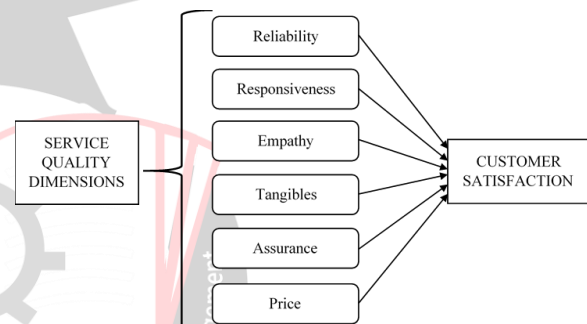 Reliability
Responsiveness
SERVICE
QUALITY
DIMENSIONS
Empathy
Tangibles
Assurance
Price
CUSTOMER
SATISFACTION